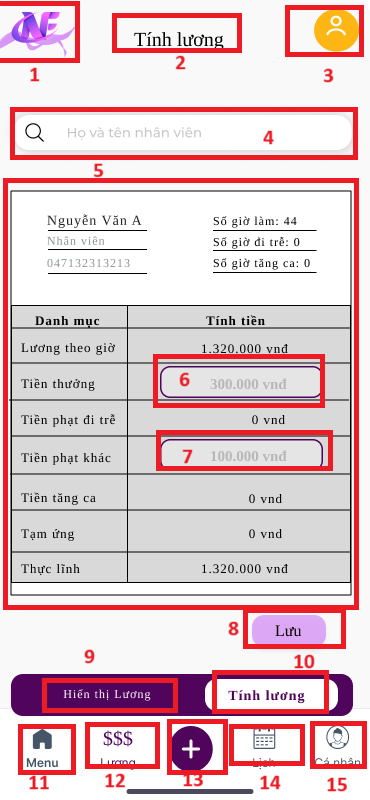 NF
Tính lương
1
2
3
Họ và tên nhân viên
4
5
Nguyễn Văn A
Số giờ làm: 44
Nhân viên
Số giờ đi trễ: 0
047132313213
Số giờ tăng ca: 0
Danh mục Tính tiền
Lương theo giờ 1.320.000 vnđ
Tiền thưởng 6 300.000 vnđ
Tiền phạt đi trễ 0 vnd
Tiền phạt khác 7 100.000 vnđ
Tiền tăng ca 0 vnd
Tạm ứng 0 vnd
Thực lĩnh 1.320.000 vnđ
8 Lưu
9
10
Hiển thị Lương
Tính lương
$$$
Menu Lương Lịch Cá nhân
11 12 13 14 15